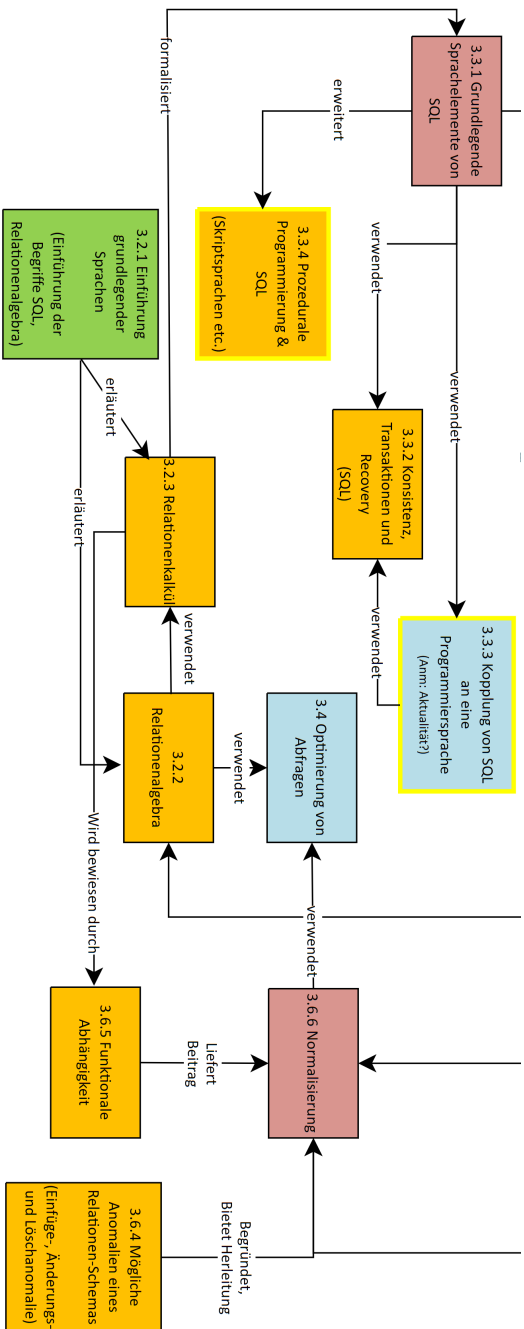 3.3.1 Grundlegende
Sprachelemente von
SQL
formalisiert
erweitert
verwendet
verwendet
3.3.4 Prozedurale
Programmierung &
SQL
(Skriptsprachen etc.)
3.2.1 Einführung
grundlegender
Sprachen
(Einführung der
Begriffe SQL,
Relationenalgebra)
3.3.2 Konsistenz,
Transaktionen und
Recovery
(SQL)
erläutert
erläutert
3.2.3 Relationenkalkül
verwendet
3.3.3 Kopplung von SQL
an eine
Programmiersprache
(Anm: Aktualität?)
verwendet
3.4 Optimierung von
Abfragen
verwendet
3.2.2
Relationenalgebra
verwendet
Wird bewiesen durch
3.6.6 Normalisierung
3.6.5 Funktionale
Abhängigkeit
Liefert
Beitrag
Begründet,
Bietet Herleitung
3.6.4 Mögliche
Anomalien eines
Relationen-Schemas
(Einfüge-, Änderungs-
und Löschanomalie)